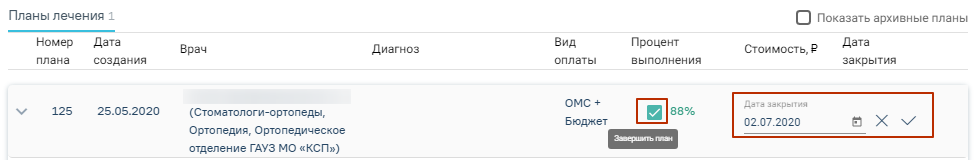 Планы лечения 1
Показать архивные планы
Номер плана
Дата создания
Врач
Диагноз
Вид оплаты
Процент выполнения
Стоимость, ₽
Дата закрытия
125
25.05.2020
(Стоматологи-ортопеды,
Ортопедия, Ортопедическое
отделение ГАУЗ МО «КСП»)
ОМС +
Бюджет
88%
Завершить план
Дата закрытия
02.07.2020